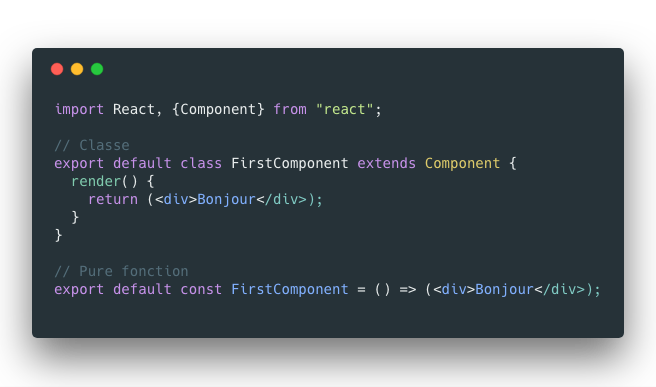 import React, {Component} from "react";
// Classe
export default class FirstComponent extends Component {
render() {
return (<div>Bonjour</div>);
}
}
// Pure fonction
export default const FirstComponent = () => (<div>Bonjour</div>);